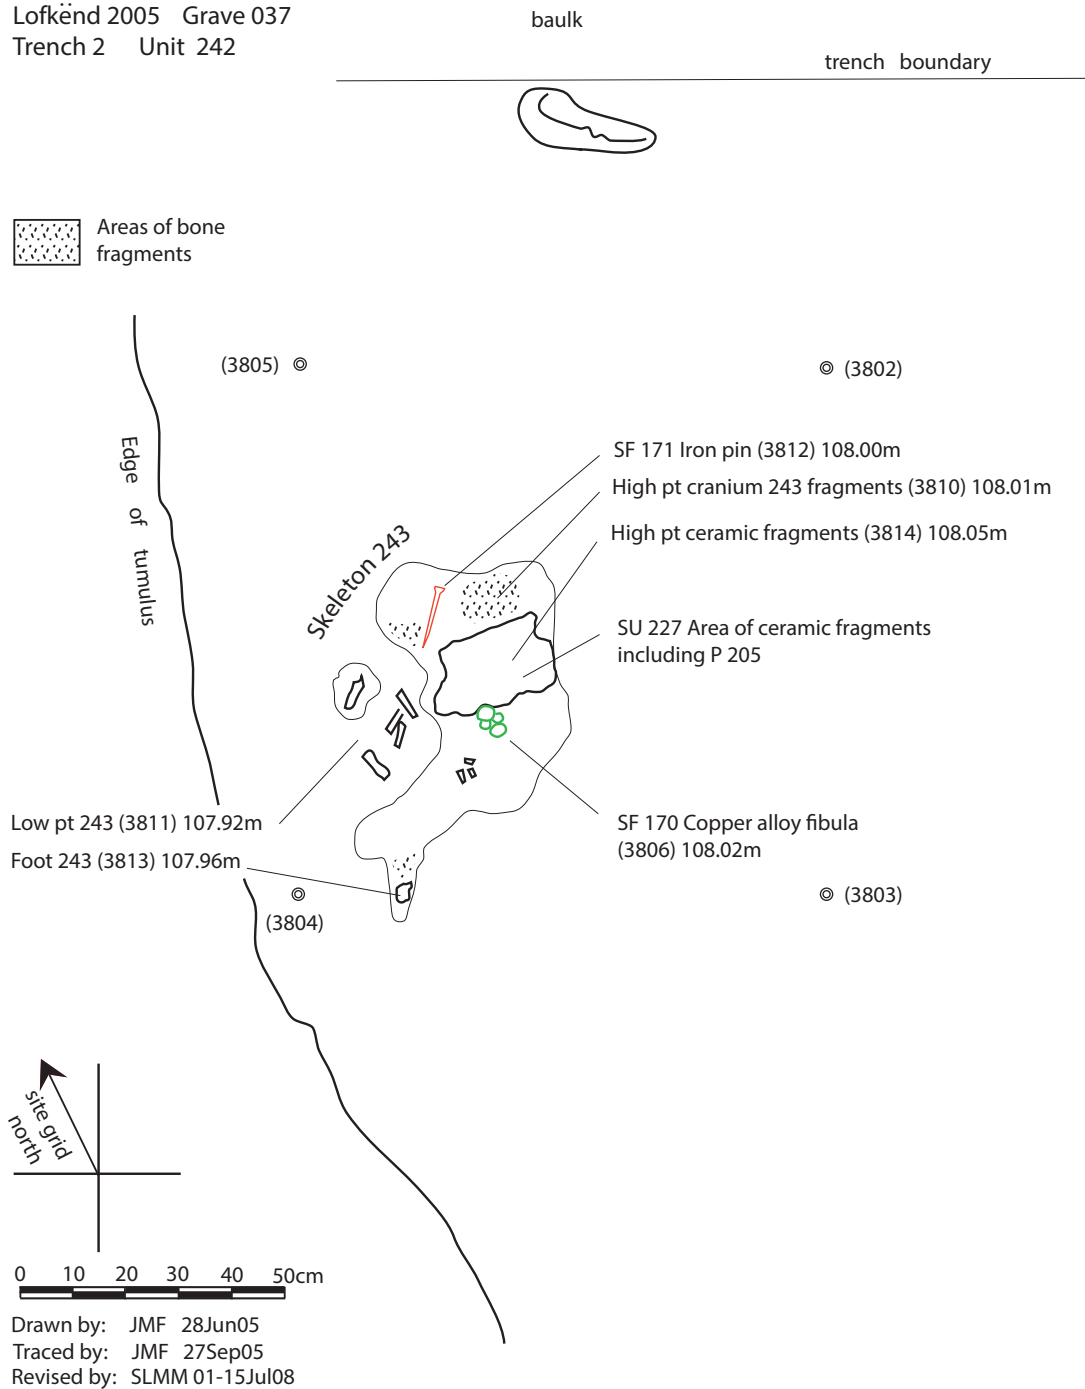 Lofkënd 2005 Grave 037
Trench 2 Unit 242
baulk
trench boundary
Areas of bone
fragments
(3805)
(3802)
Edge of tumulus
SF 171 Iron pin (3812) 108.00m
High pt cranium 243 fragments (3810) 108.01m
High pt ceramic fragments (3814) 108.05m
Skeleton 243
SU 227 Area of ceramic fragments
including P 205
Low pt 243 (3811) 107.92m
Foot 243 (3813) 107.96m
SF 170 Copper alloy fibula
(3806) 108.02m
(3804)
(3803)
site grid
north
0 10 20 30 40 50cm
Drawn by: JMF 28Jun05
Traced by: JMF 27Sep05
Revised by: SLMM 01-15Jul08